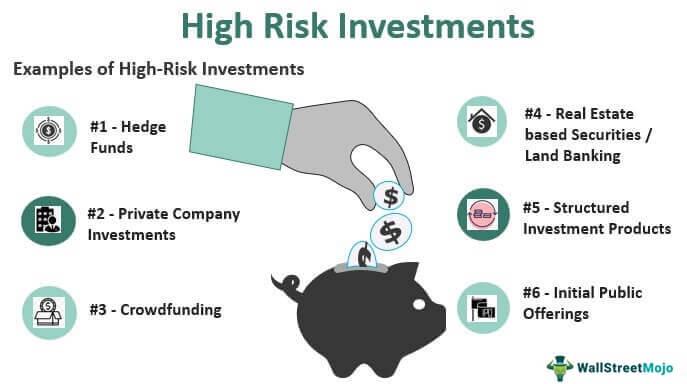 High Risk Investments
Examples of High-Risk Investments
#1 - Hedge
Funds
#2 - Private Company
Investments
#3 - Crowdfunding
#4 - Real Estate
based Securities /
Land Banking
#5 - Structured
Investment Products
#6 - Initial Public
Offerings
$
$
WallStreetMojo